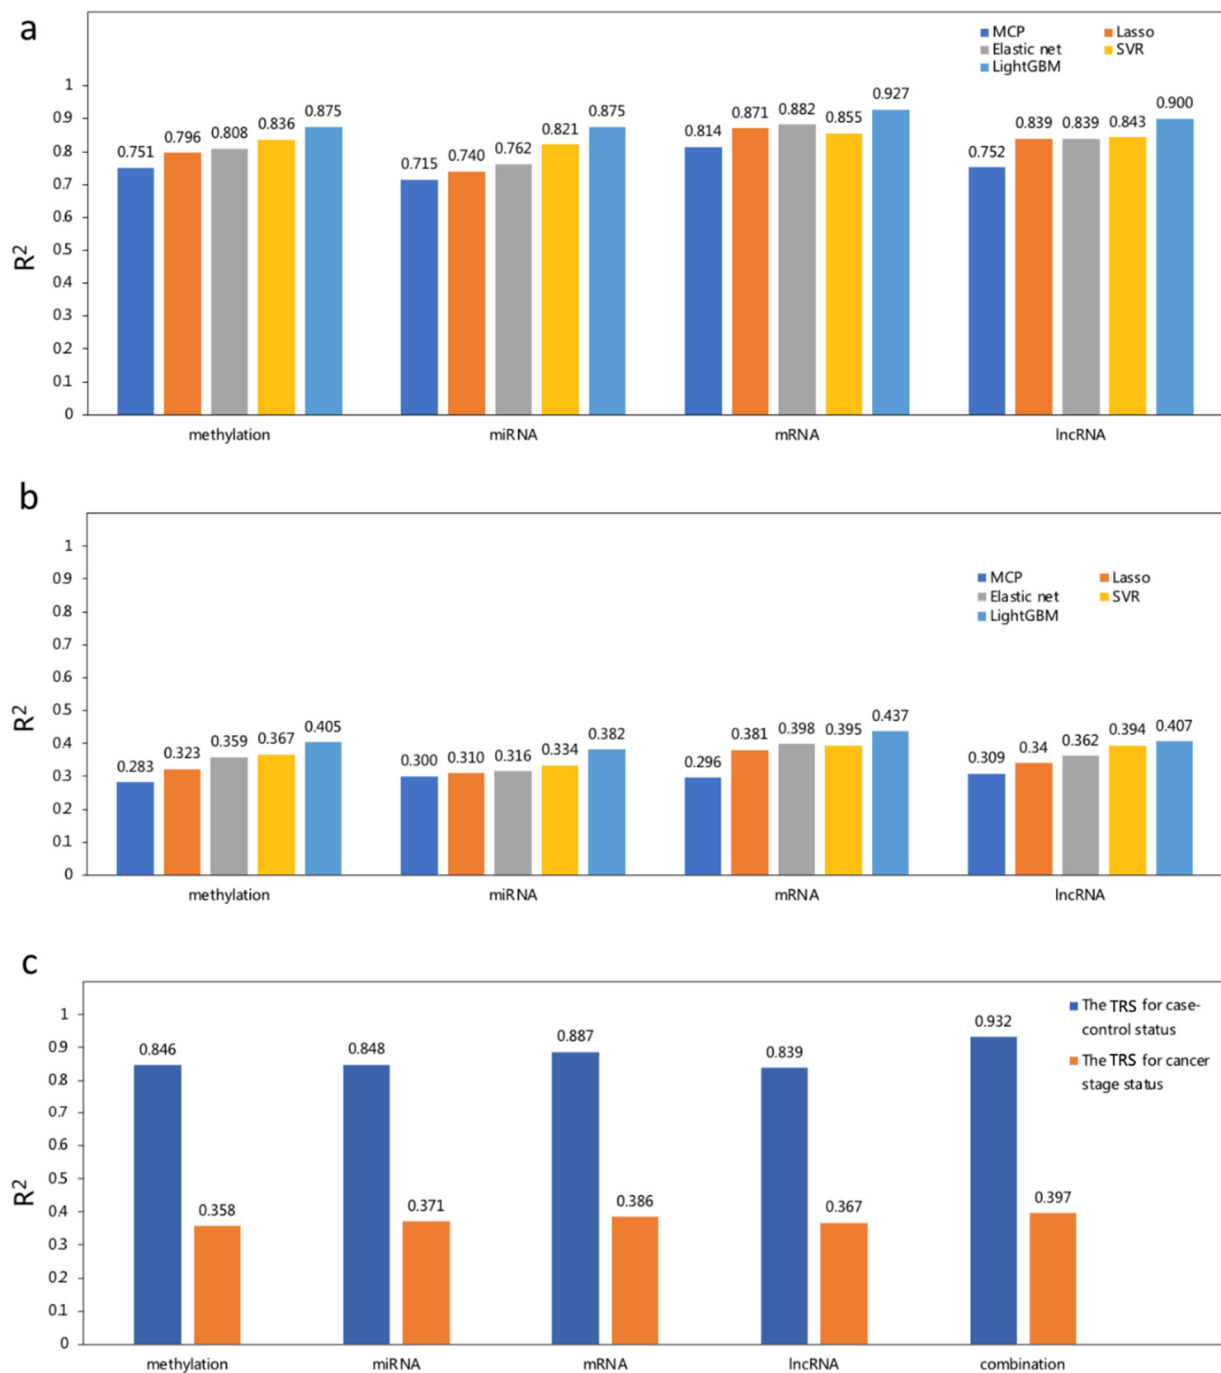 a
MCP
Lasso
Elastic net
SVR
LightGBM
R²
1
0.9
0.8
0.7
0.6
0.5
0.4
0.3
0.2
0.1
0
0.751 0.796 0.808 0.836 0.875
0.715 0.740 0.762 0.821 0.875
0.814 0.871 0.882 0.855 0.927
0.752 0.839 0.839 0.843 0.900
methylation miRNA mRNA lncRNA
b
MCP
Lasso
Elastic net
SVR
LightGBM
R²
1
0.9
0.8
0.7
0.6
0.5
0.4
0.3
0.2
0.1
0
0.283 0.323 0.359 0.367 0.405
0.300 0.310 0.316 0.334 0.382
0.296 0.381 0.398 0.395 0.437
0.309 0.34 0.362 0.394 0.407
methylation miRNA mRNA lncRNA
c
The TRS for case-
control status
The TRS for cancer
stage status
R²
1
0.9
0.8
0.7
0.6
0.5
0.4
0.3
0.2
0.1
0
0.846 0.358
0.848 0.371
0.887 0.386
0.839 0.367
0.932 0.397
methylation miRNA mRNA lncRNA combination